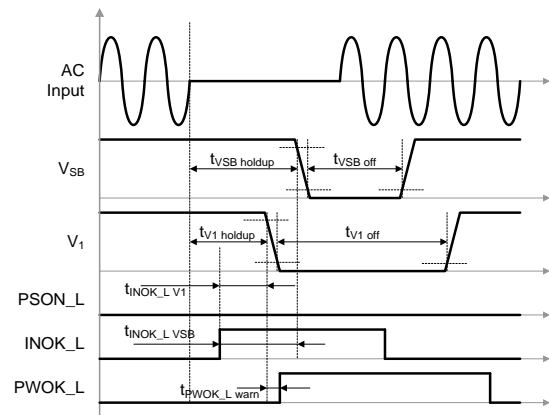 AC
Input
VSB
tVSB holdup
tVSB off
V1
tV1 holdup
tV1 off
tINOK_L V1
PSON_L
tINOK_L VSB
INOK_L
PWOK_L
tPWOK_L warn